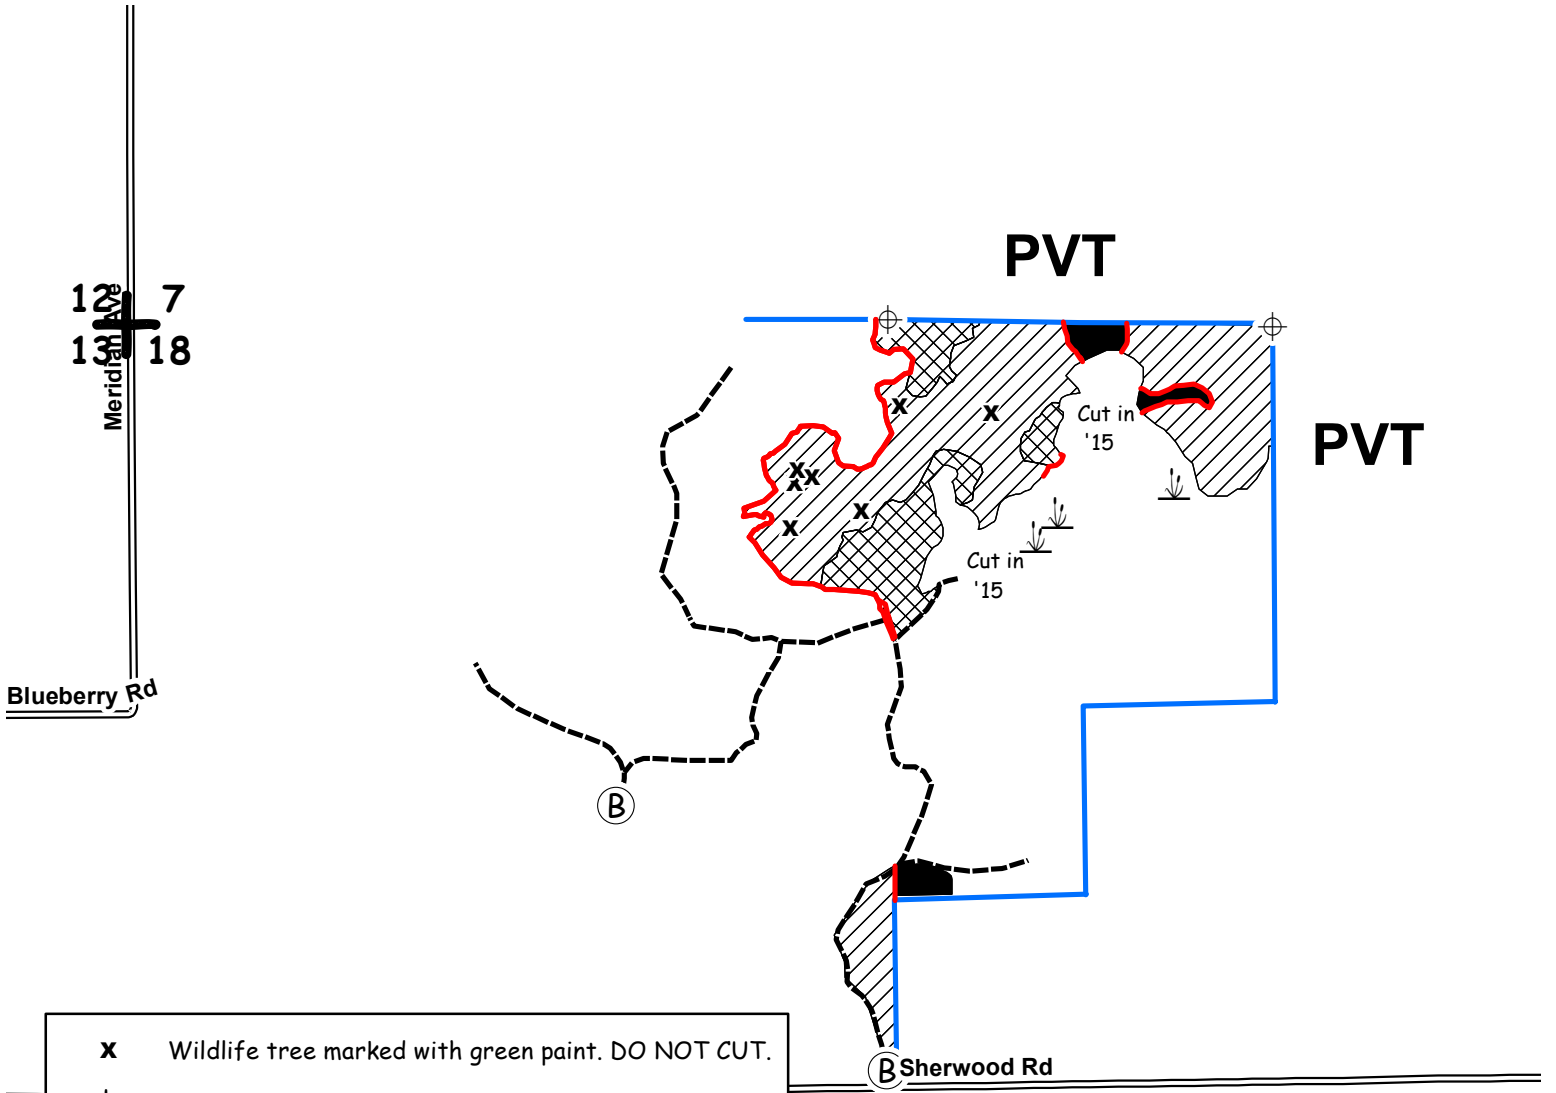 PVT
12 7
13 18
Meridian Ave
Cut in
'15
PVT
Cut in
'15
Blueberry Rd
B
x Wildlife tree marked with green paint. DO NOT CUT.
B Sherwood Rd
x
x
x
x
x
x
x